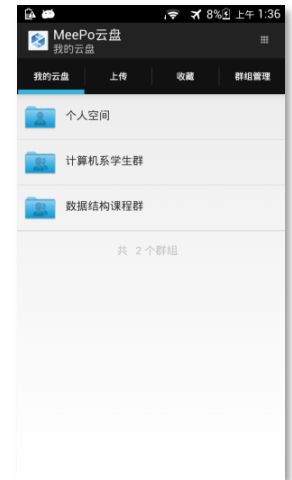 8% 上午 1:36
MeePo云盘
我的云盘
我的云盘 上传 收藏 群组管理
个人空间
计算机系学生群
数据结构课程群
共 2 个群组